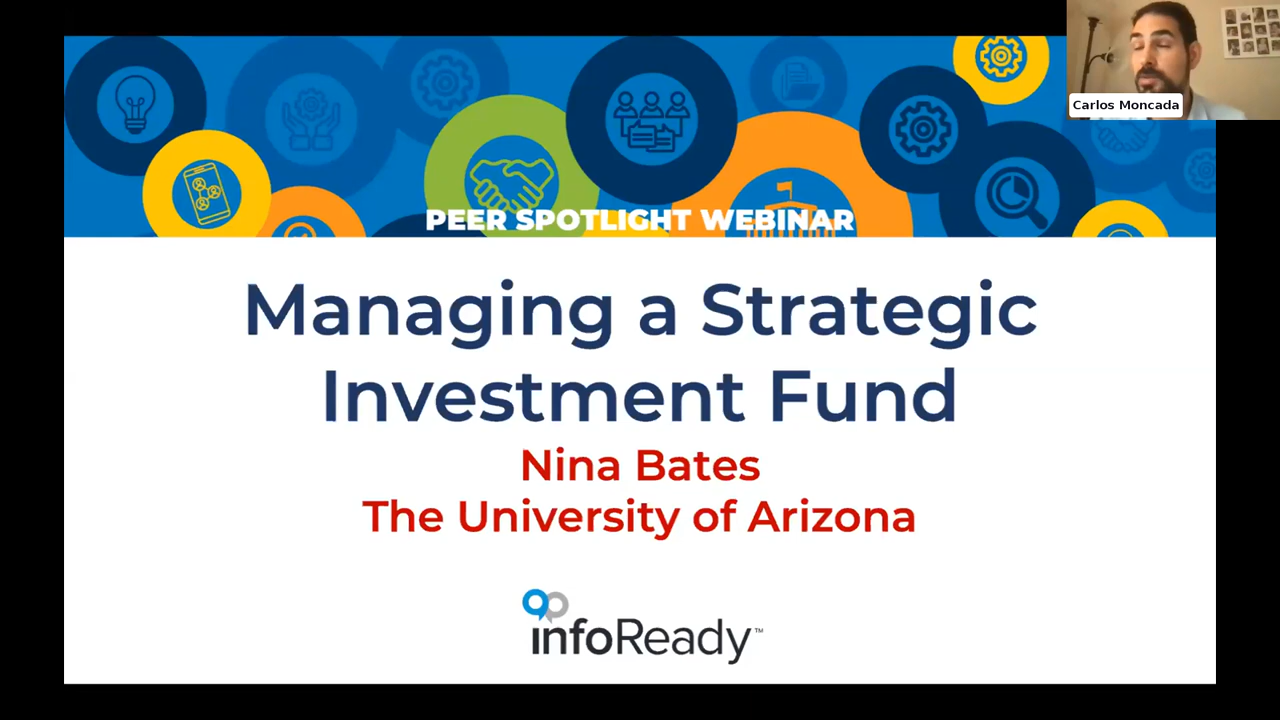 Carlos Moncada
PEER SPOTLIGHT WEBINAR
Managing a Strategic
Investment Fund
Nina Bates
The University of Arizona
infoReady™